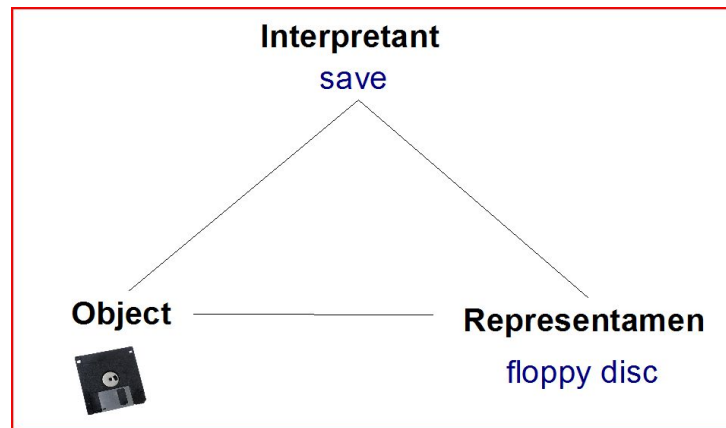 Interpretant
save
Object
Representamen
floppy disc